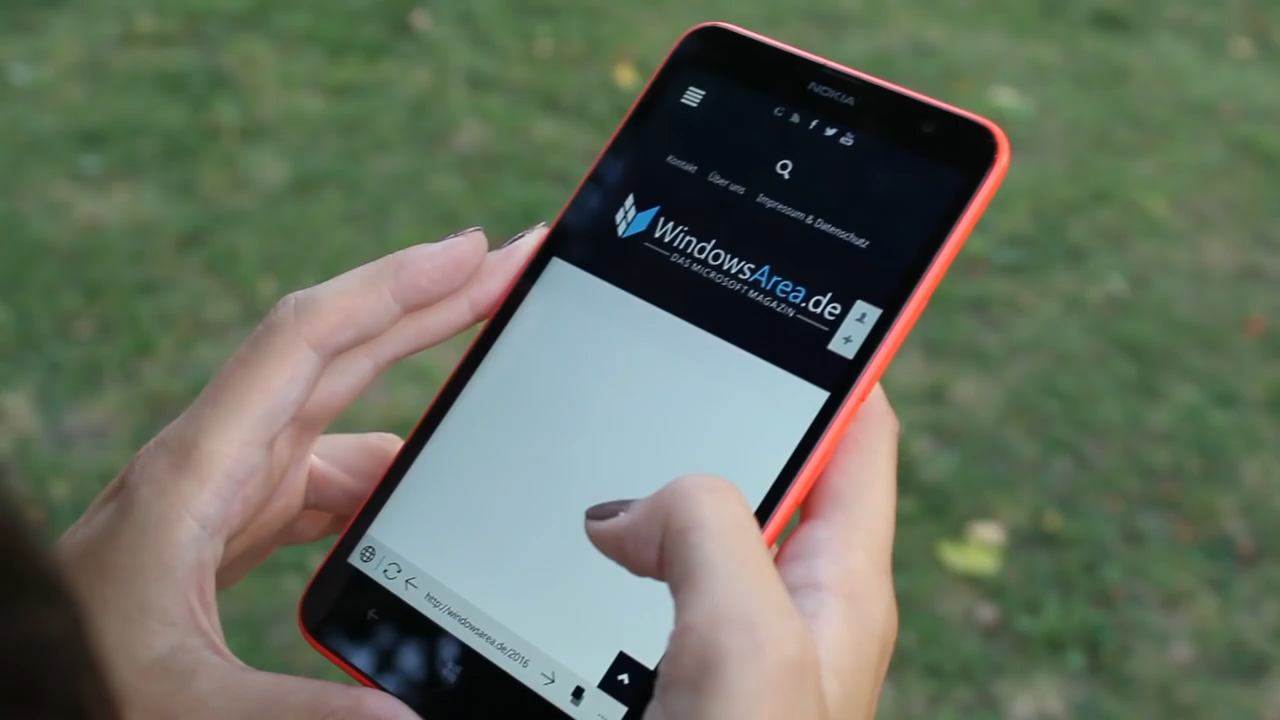 NOKIA
Kontakt Über uns Impressum & Datenschutz
WindowsArea.de
DAS MICROSOFT MAGAZIN
http://windowsarea.de/2016